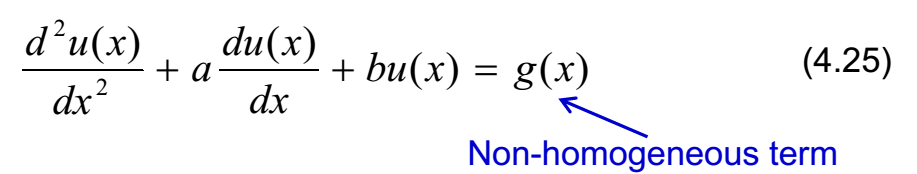 d²u(x)/dx² + a du(x)/dx + bu(x) = g(x) (4.25)
Non-homogeneous term